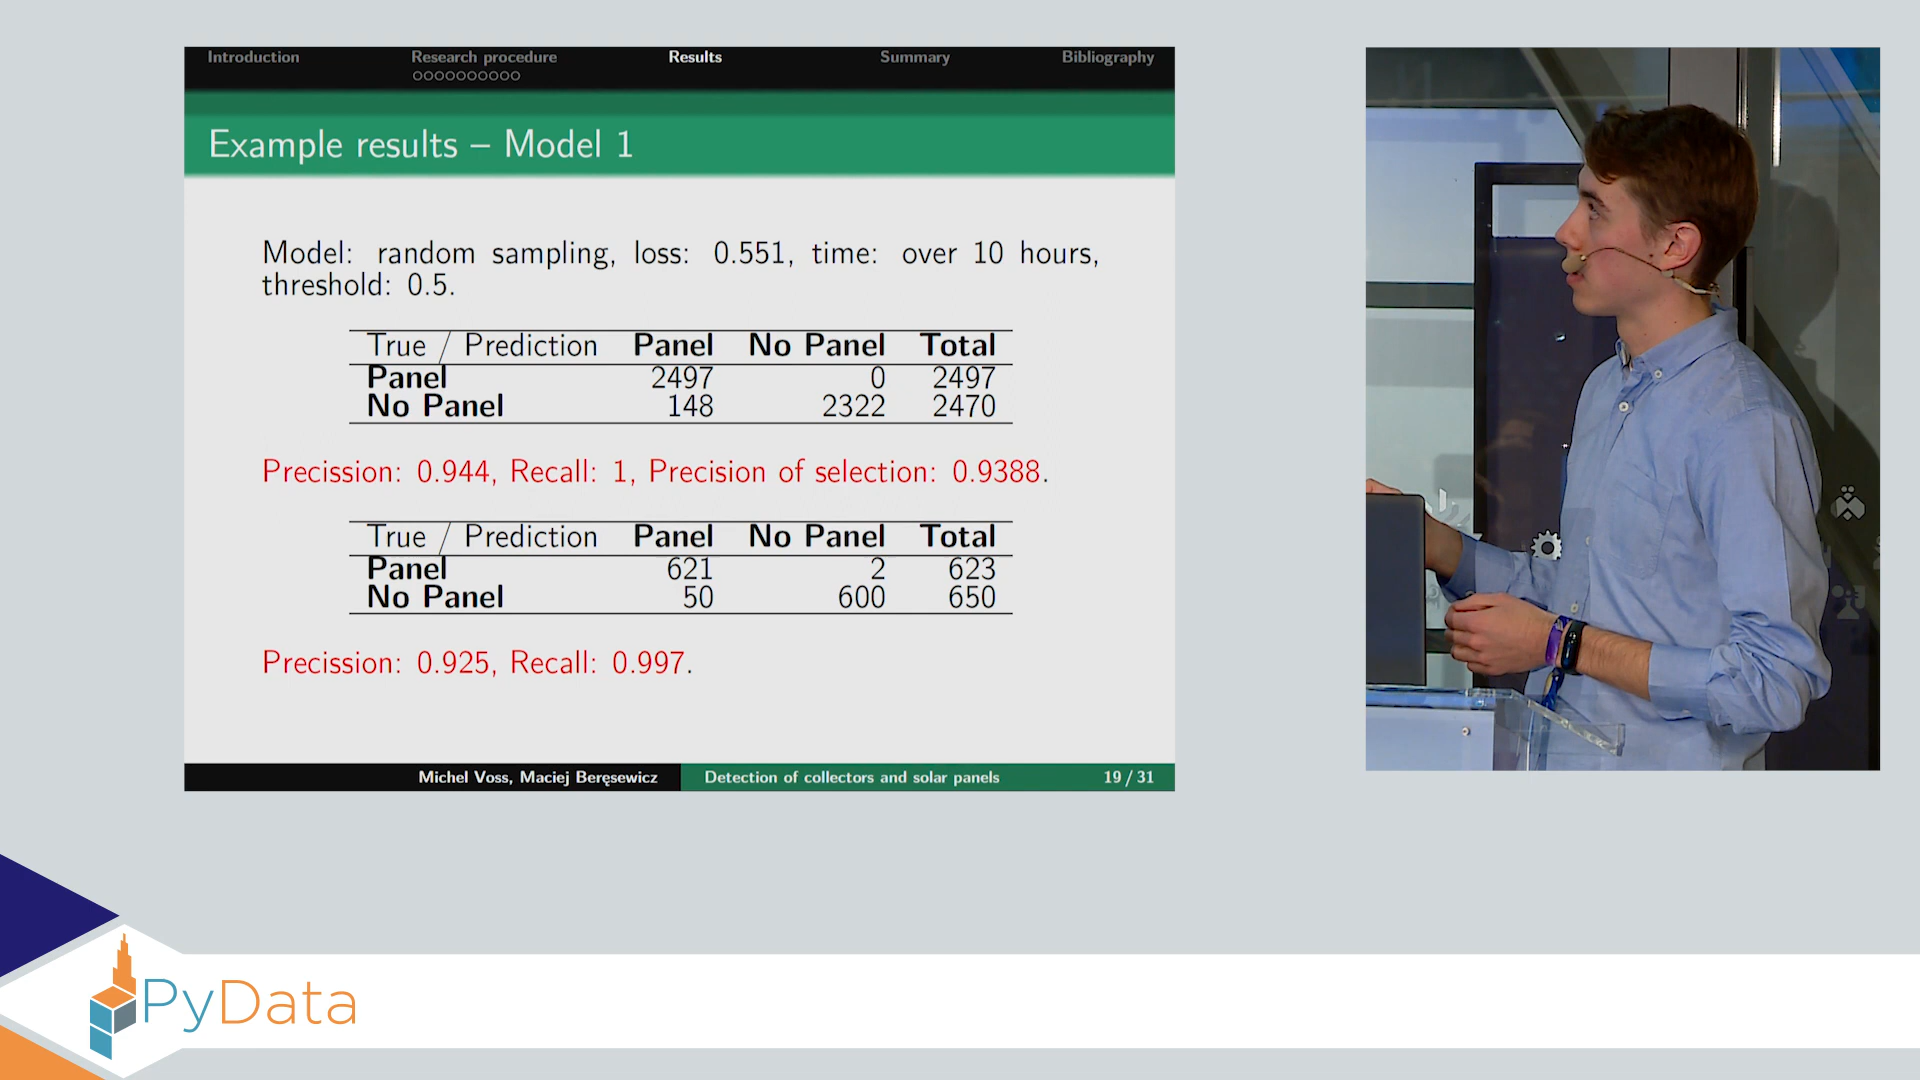 Introduction Research procedure Results Summary Bibliography
Example results – Model 1
Model: random sampling, loss: 0.551, time: over 10 hours,
threshold: 0.5.
True / Prediction Panel No Panel Total
Panel 2497 0 2497
No Panel 148 2322 2470
Precission: 0.944, Recall: 1, Precision of selection: 0.9388.
True / Prediction Panel No Panel Total
Panel 621 2 623
No Panel 50 600 650
Precission: 0.925, Recall: 0.997.
Michel Voss, Maciej Beręsewicz Detection of collectors and solar panels 19 / 31
PyData